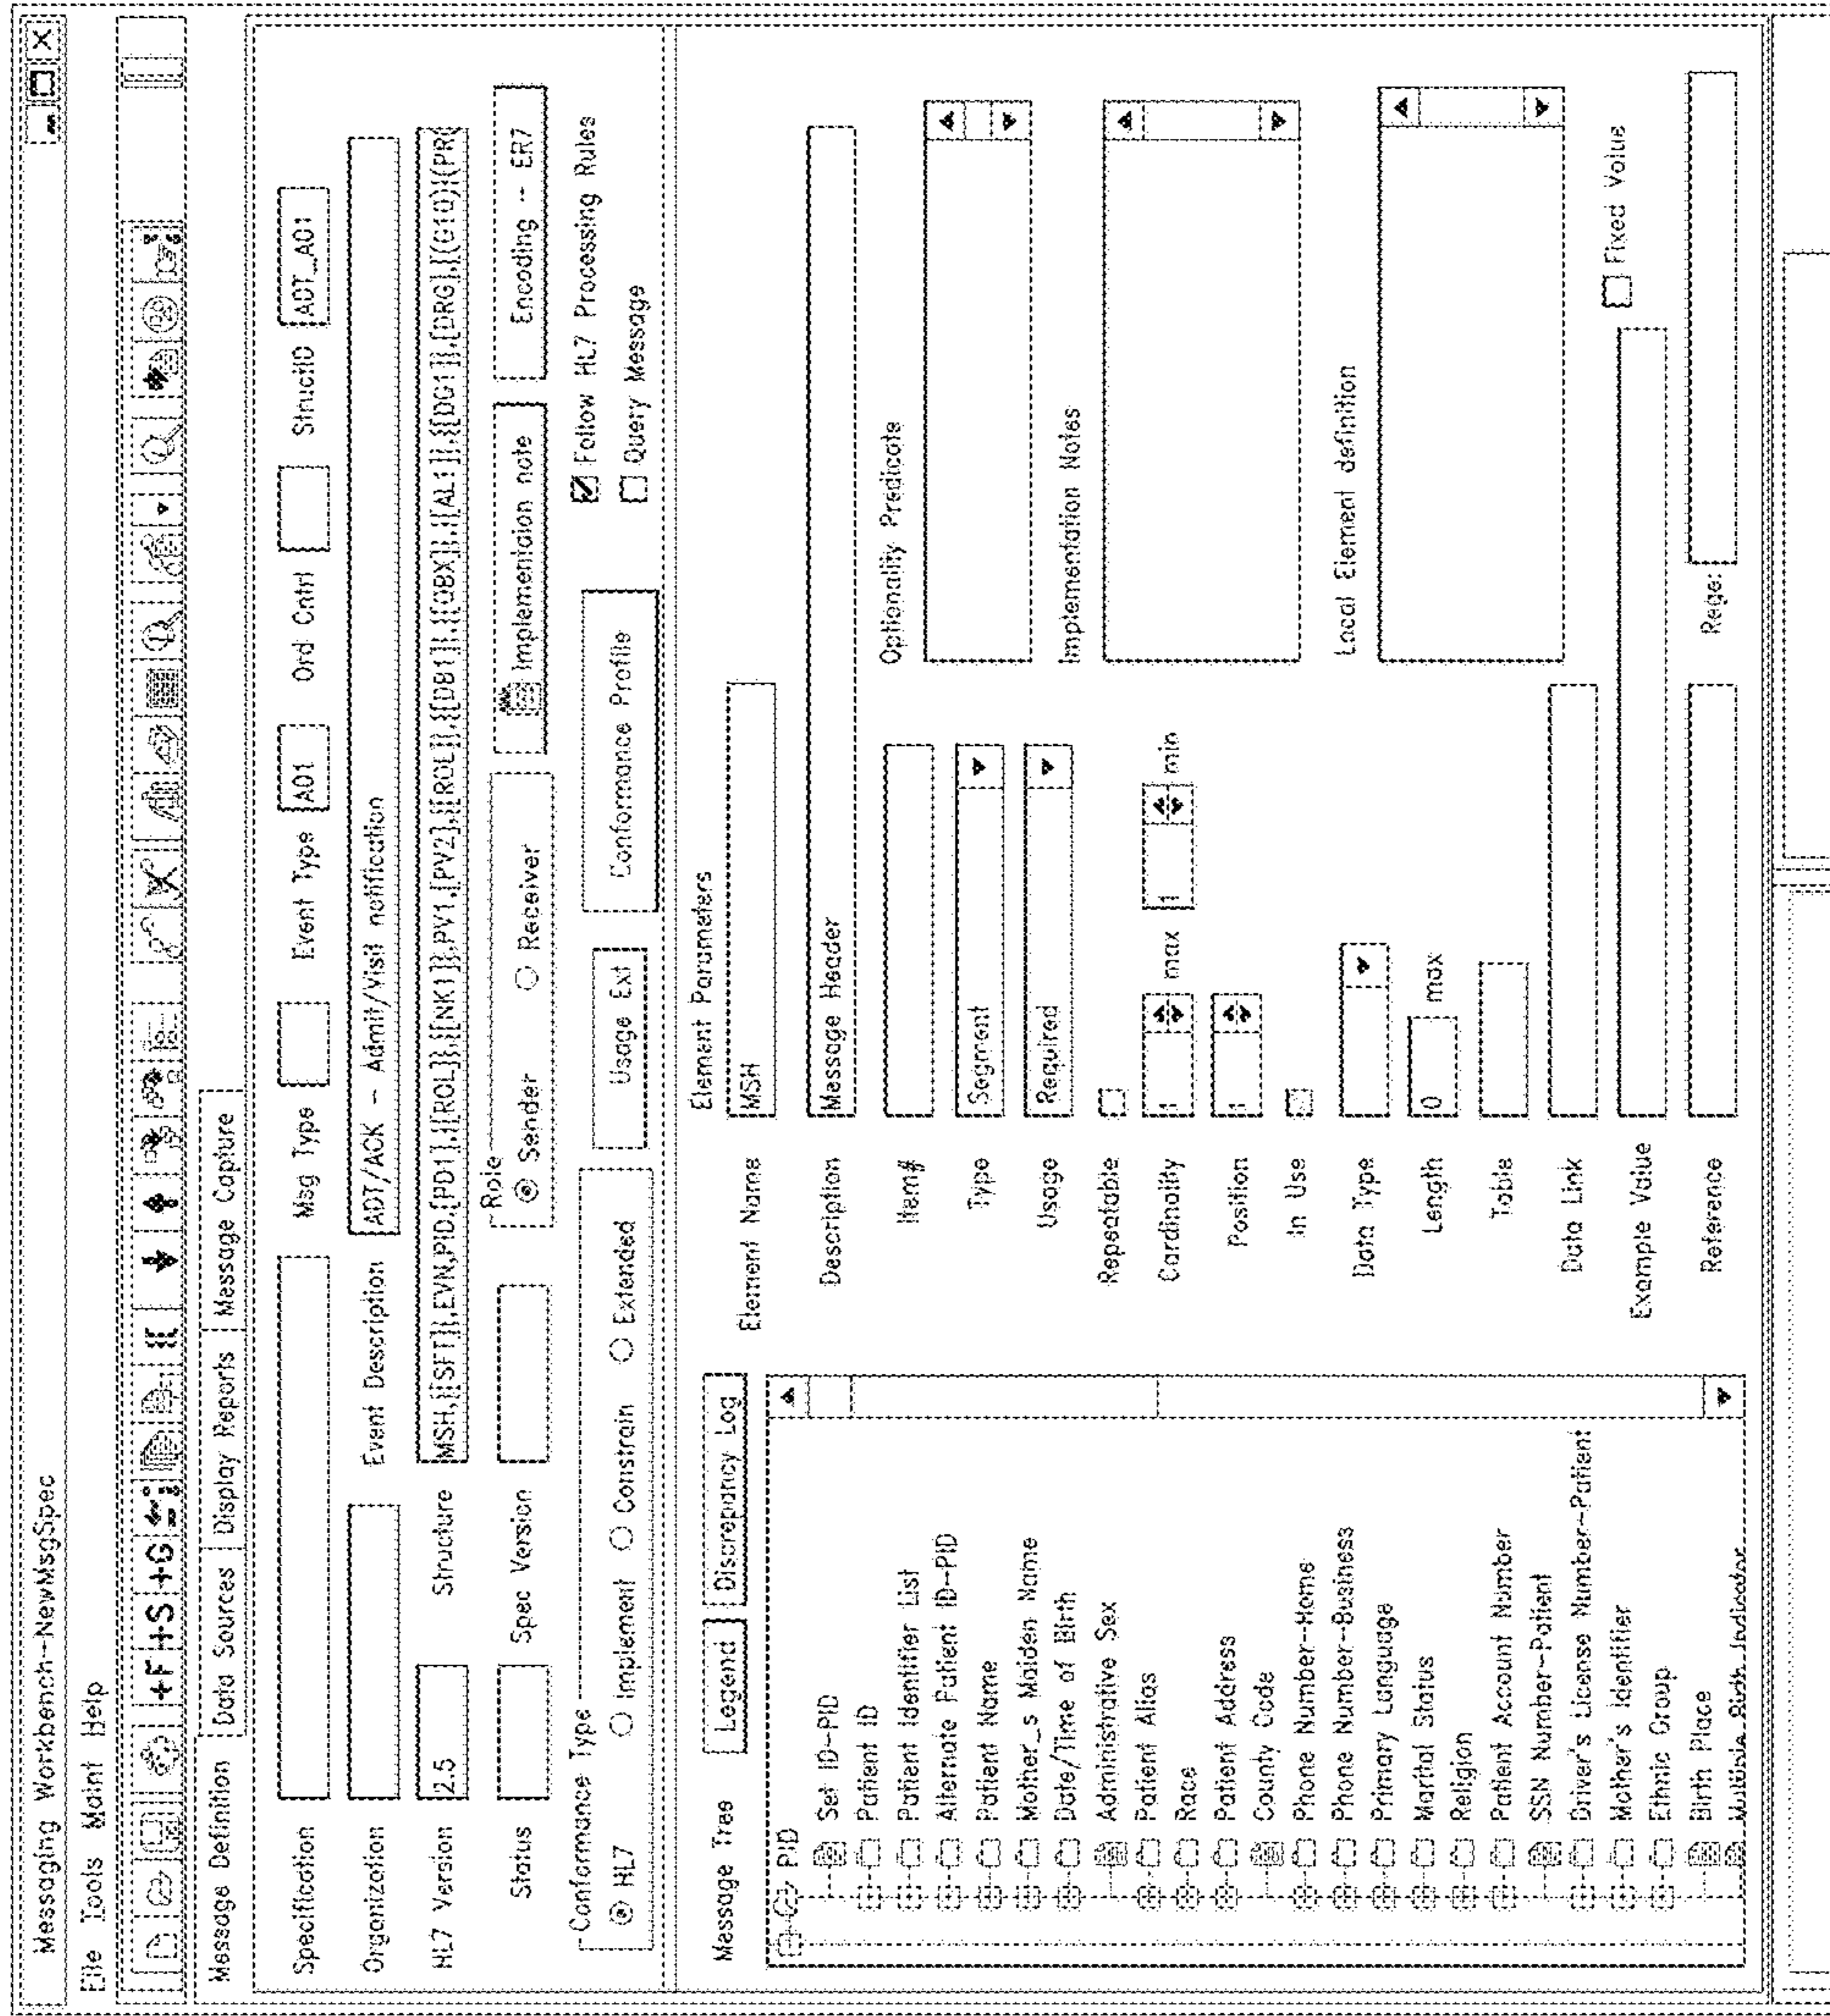 Messaging Workbench--NewMsgSpec
File Tools Maint Help
+F +S +G
Message Definition Data Sources Display Reports Message Capture
Specification Msg Type Event Type A01 Ord Cntrl StructID ADT_A01
Organization Event Description ADT/ACK -- Admit/Visit notification
HL7 Version 2.5 Structure MSH,[{SFT}],EVN,PID,[PD1],[{ROL}],[{NK1}],PV1,[PV2],[{ROL}],[{DB1}],[{OBX}],[{AL1}],[{DG1}],[DRG],[{(G10)(PR(
Status Spec Version Role Sender Receiver Implementaion note Encoding -- ER7
Conformance Type
HL7 Implement Constrain Extended Usage Ext Conformance Profile
Follow HL7 Processing Rules
Query Message
Message Tree Legend Discrepancy Log
PID
Set ID-PID
Patient ID
Patient Identifier List
Alternate Patient ID-PID
Patient Name
Mother_s Maiden Name
Date/Time of Birth
Administrative Sex
Patient Alias
Race
Patient Address
County Code
Phone Number-Home
Phone Number-Business
Primary Language
Marital Status
Religion
Patient Account Number
SSN Number-Patient
Driver's License Number-Patient
Mother's Identifier
Ethnic Group
Birth Place
Multiple Birth Indicator
Element Parameters
Element Name MSH
Description Message Header
Item#
Type Segment
Usage Required
Repeatable
Cardinality 1 max 1 min
Postion 1
In Use
Data Type
Length 0 max
Table
Data Link
Example Value Fixed Value
Reference Rege:
Optionality Predicate
Implementation Notes
Local Element definition